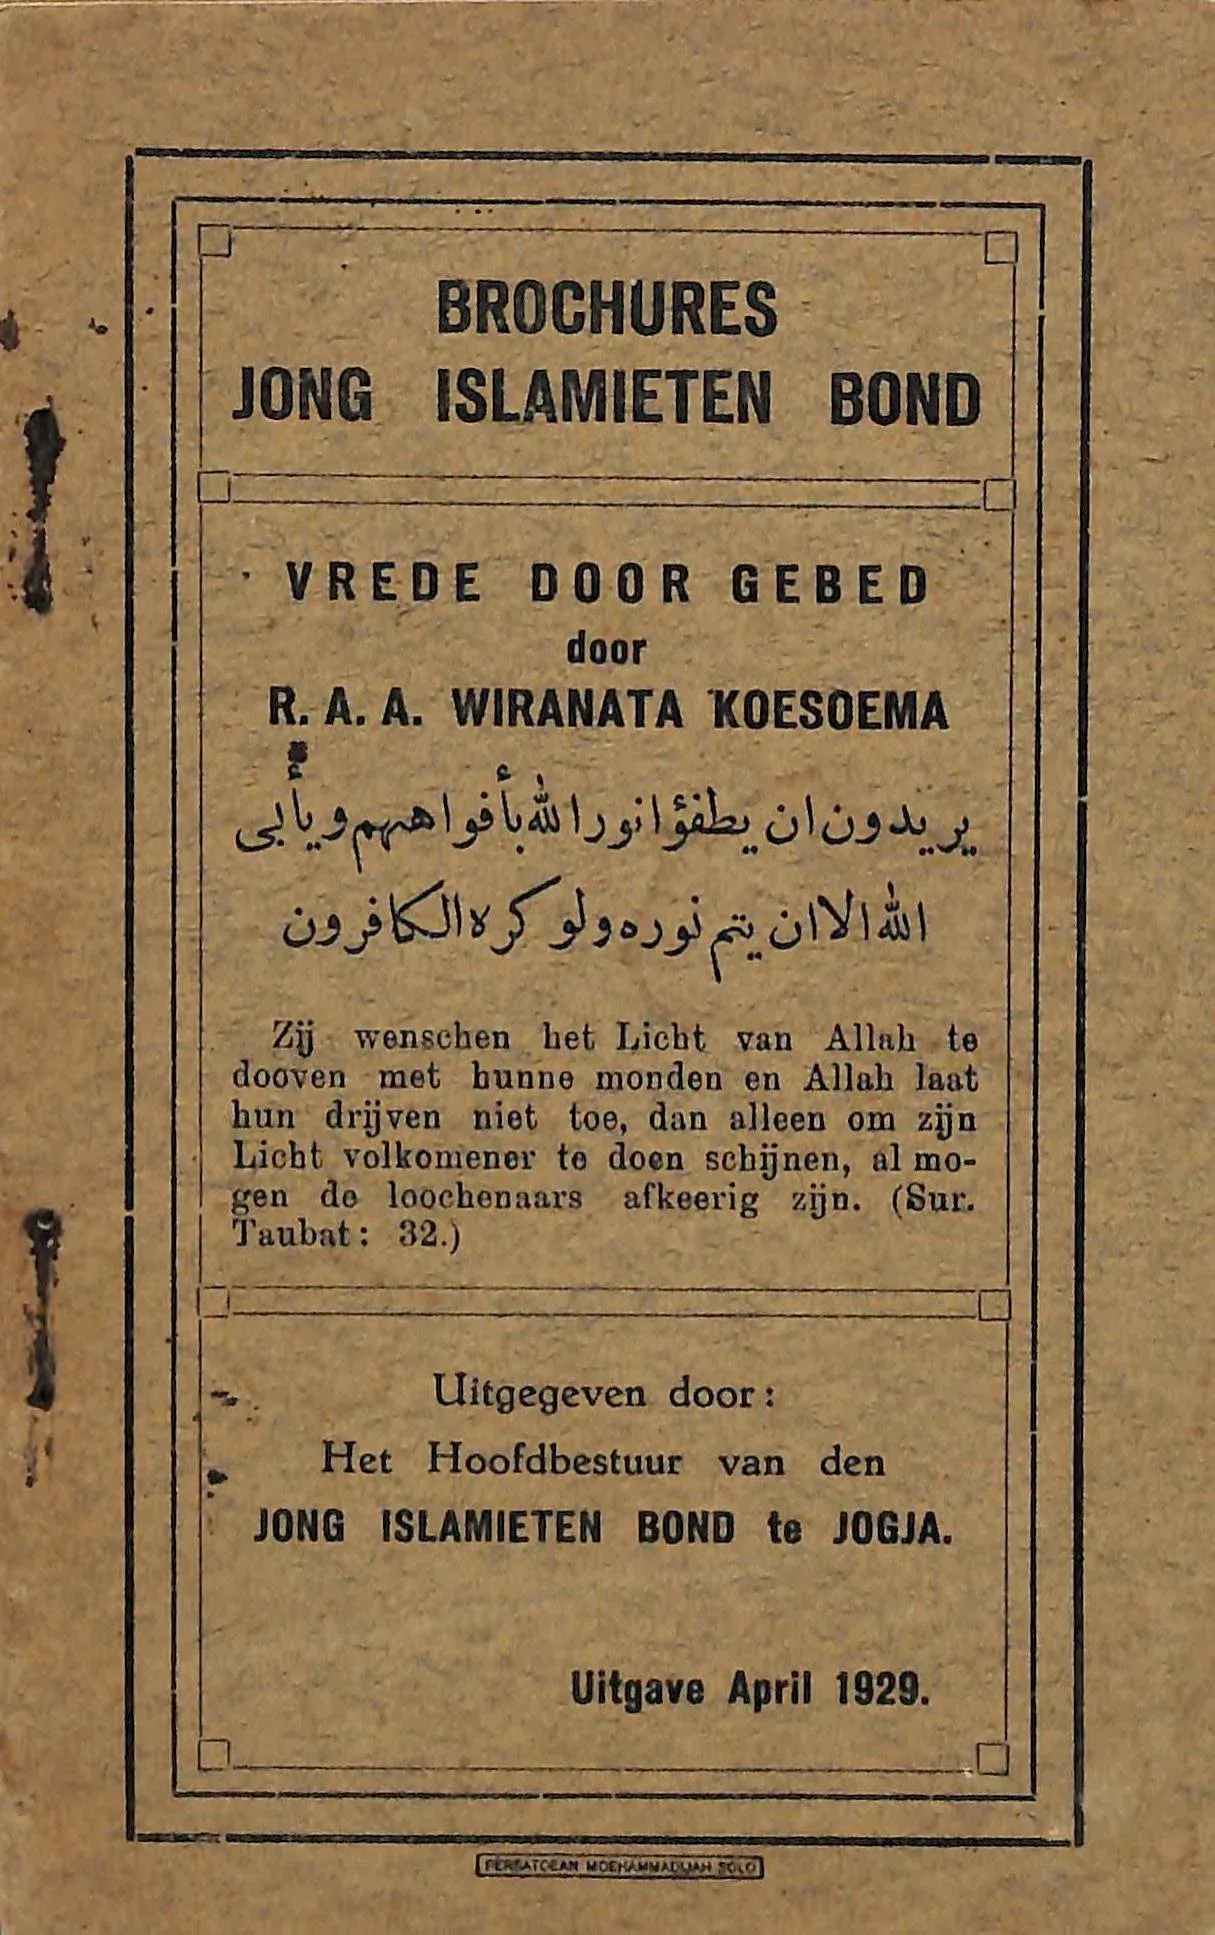 BROCHURES
JONG ISLAMIETEN BOND
VREDE DOOR GEBED
door
R. A. A. WIRANATA KOESOEMA
يريدون ان يطفؤا نور الله بأفواههم ويأبى
الله الا ان يتم نوره ولو كره الكافرون
Zij wenschen het Licht van Allah te
dooven met hunne monden en Allah laat
hun drijven niet toe, dan alleen om zijn
Licht volkomener te doen schijnen, al mo-
gen de loochenaars afkeerig zijn. (Sur.
Taubat: 32.)
Uitgegeven door:
Het Hoofdbestuur van den
JONG ISLAMIETEN BOND te JOGJA.
Uitgave April 1929.
PERSATOEAN MOEHAMMADIJAH SOLO